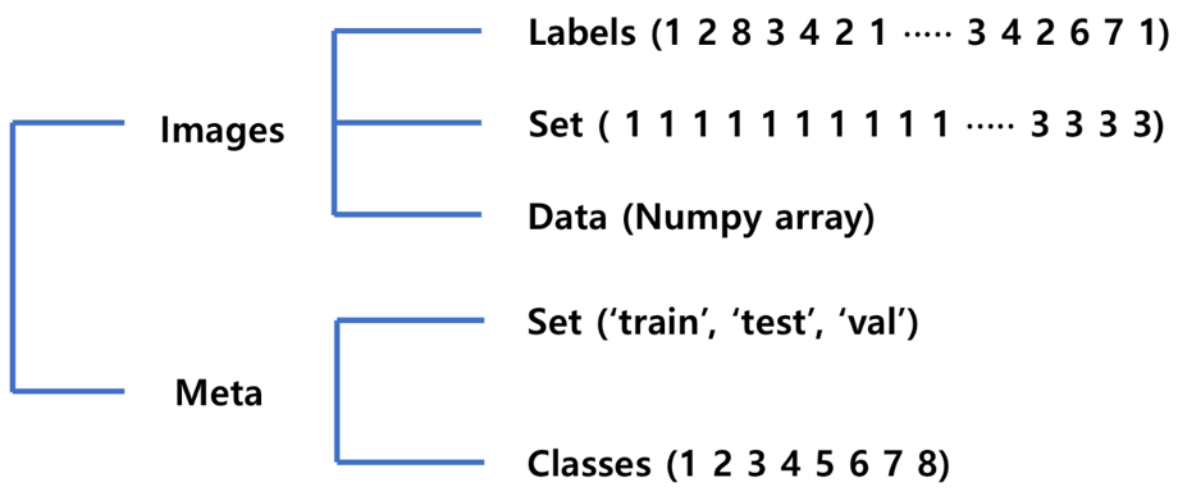 Labels (1 2 8 3 4 2 1 ····· 3 4 2 6 7 1)
Images
Set ( 1 1 1 1 1 1 1 1 1 1 ····· 3 3 3 3)
Data (Numpy array)
Set (‘train’, ‘test’, ‘val’)
Meta
Classes (1 2 3 4 5 6 7 8)